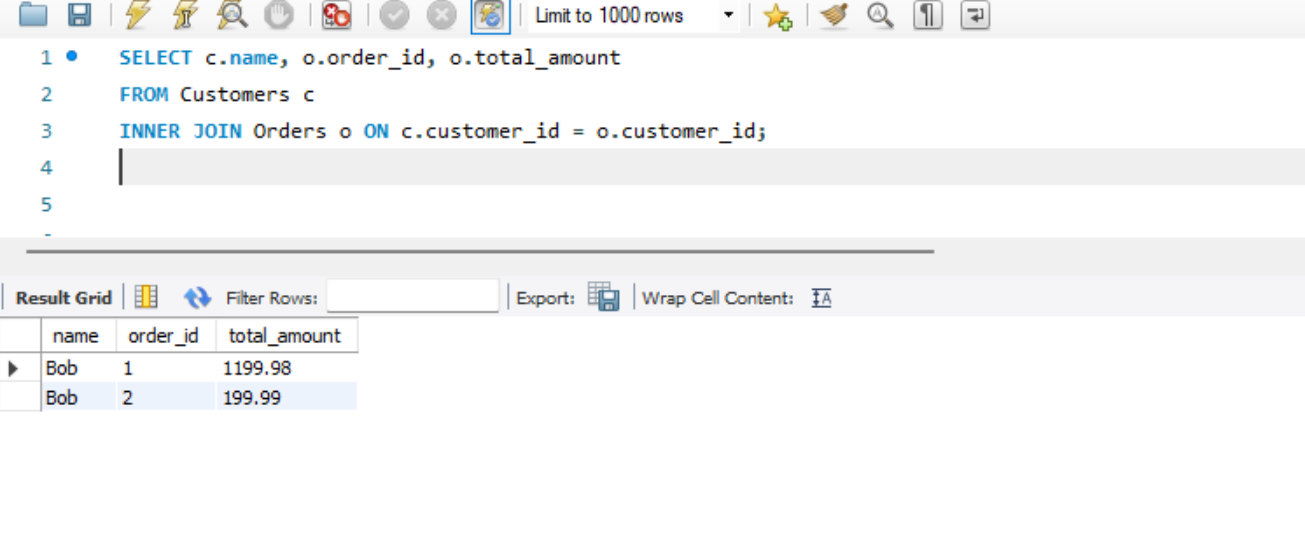 Limit to 1000 rows
1 SELECT c.name, o.order_id, o.total_amount
2 FROM Customers c
3 INNER JOIN Orders o ON c.customer_id = o.customer_id;
4
5
Result Grid Filter Rows: Export: Wrap Cell Content: IA
name order_id total_amount
Bob 1 1199.98
Bob 2 199.99